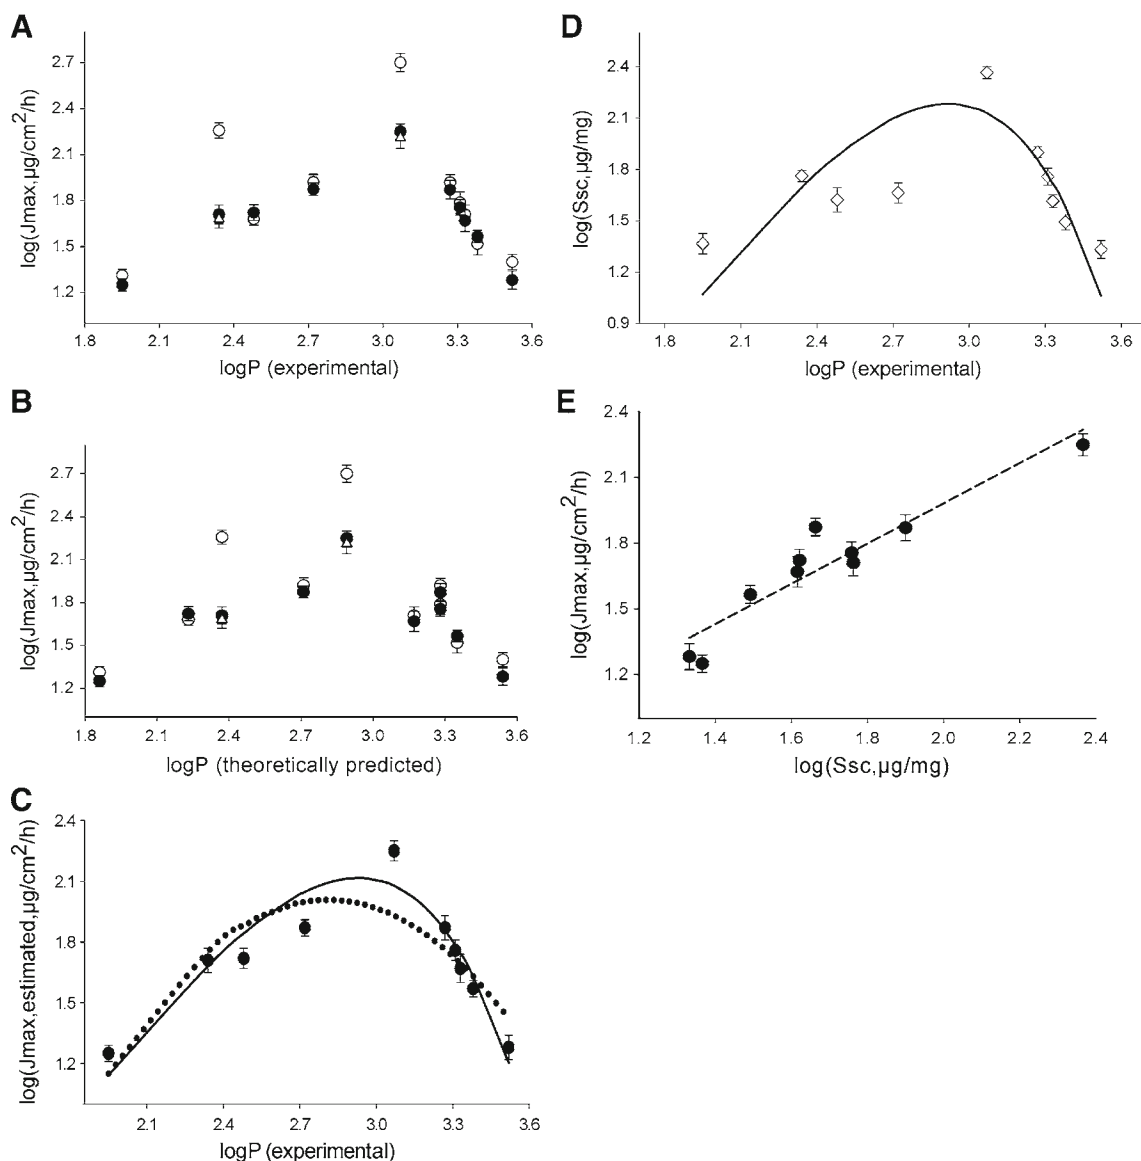 A
log(Jmax,µg/cm²/h)
2.7
2.4
2.1
1.8
1.5
1.2
1.8 2.1 2.4 2.7 3.0 3.3 3.6
logP (experimental)
B
log(Jmax,µg/cm²/h)
2.7
2.4
2.1
1.8
1.5
1.2
1.8 2.1 2.4 2.7 3.0 3.3 3.6
logP (theoretically predicted)
C
log(Jmax,estimated,µg/cm²/h)
2.4
2.1
1.8
1.5
1.2
2.1 2.4 2.7 3.0 3.3 3.6
logP (experimental)
D
log(Ssc,µg/mg)
2.4
2.1
1.8
1.5
1.2
0.9
1.8 2.1 2.4 2.7 3.0 3.3 3.6
logP (experimental)
E
log(Jmax,µg/cm²/h)
2.4
2.1
1.8
1.5
1.2
1.2 1.4 1.6 1.8 2.0 2.2 2.4
log(Ssc,µg/mg)